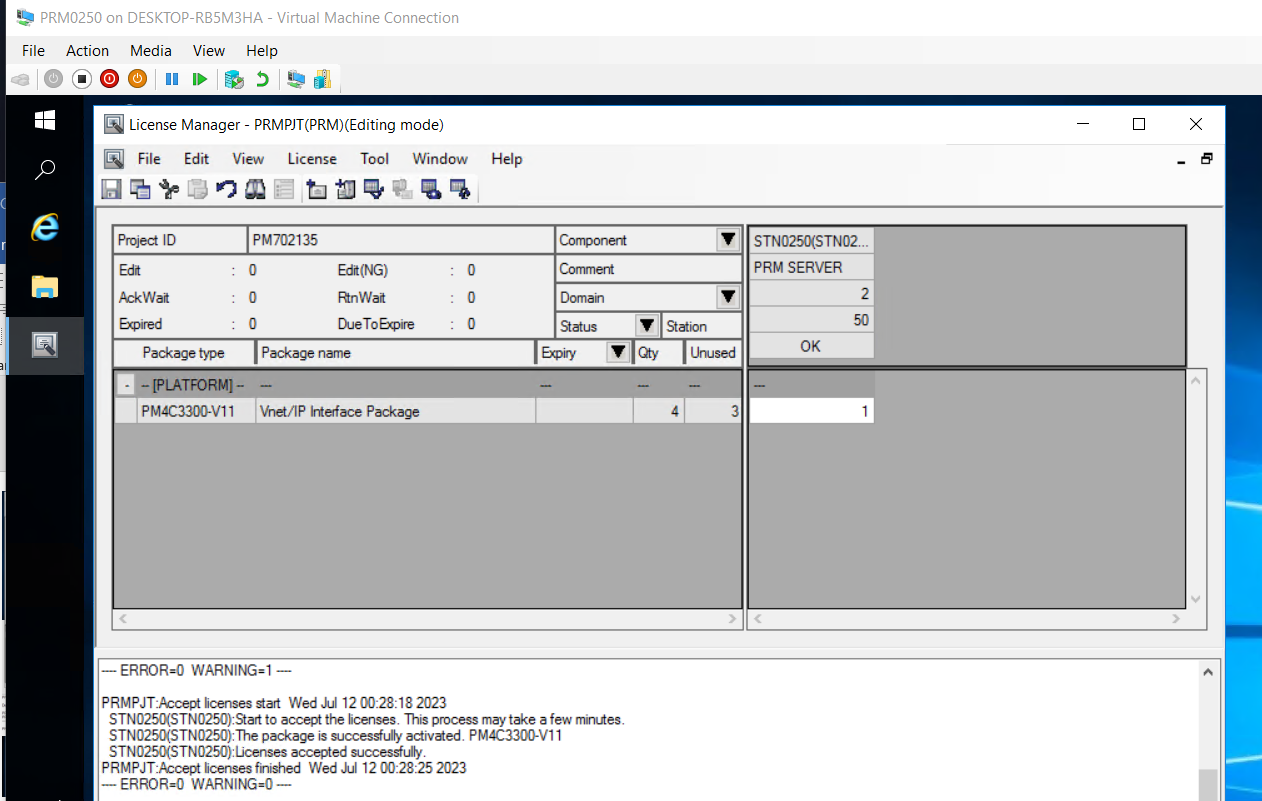 PRM0250 on DESKTOP-RB5M3HA - Virtual Machine Connection
File Action Media View Help
License Manager - PRMPJT(PRM)(Editing mode)
File Edit View License Tool Window Help
Project ID PM702135 Component STN0250(STN02...
Edit : 0 Edit(NG) : 0 Comment PRM SERVER
AckWait : 0 RtnWait : 0 Domain 2
Expired : 0 DueToExpire : 0 Status Station 50
Package type Package name Expiry Qty Unused OK
- -- [PLATFORM] -- --- --- --- --- ---
PM4C3300-V11 Vnet/IP Interface Package 4 3 1
---- ERROR=0 WARNING=1 ----
PRMPJT:Accept licenses start Wed Jul 12 00:28:18 2023
STN0250(STN0250):Start to accept the licenses. This process may take a few minutes.
STN0250(STN0250):The package is successfully activated. PM4C3300-V11
STN0250(STN0250):Licenses accepted successfully.
PRMPJT:Accept licenses finished Wed Jul 12 00:28:25 2023
---- ERROR=0 WARNING=0 ----